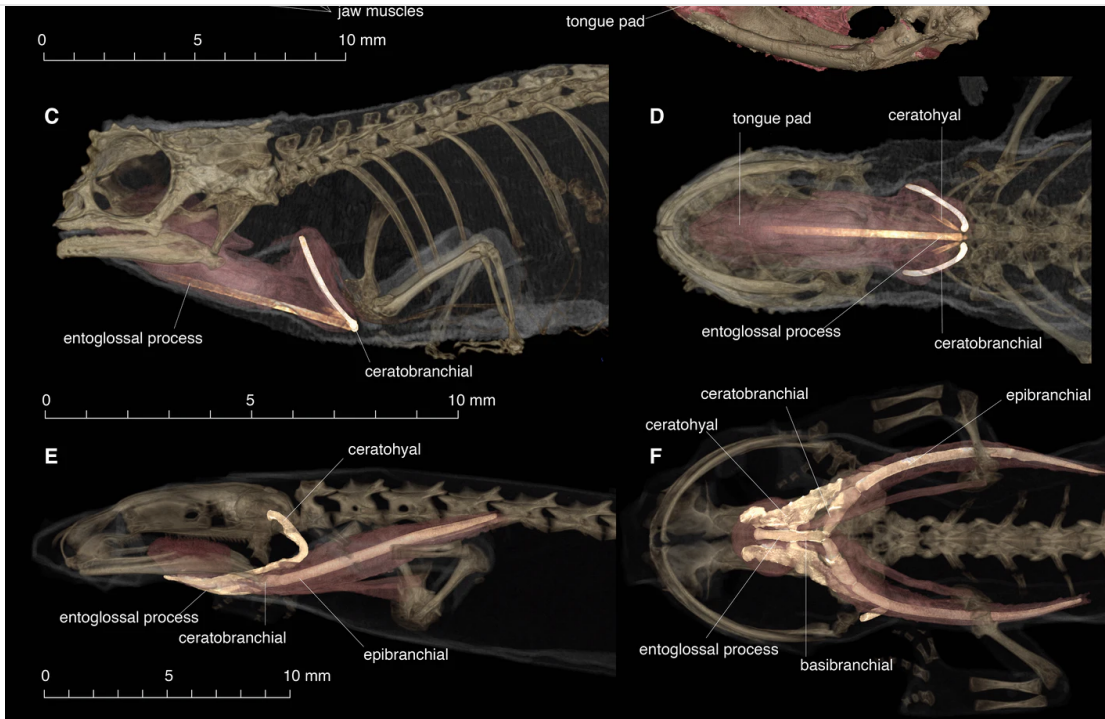 jaw muscles
tongue pad
0 5 10 mm
C
entoglossal process
ceratobranchial
D
tongue pad
ceratohyal
entoglossal process
ceratobranchial
0 5 10 mm
E
ceratohyal
entoglossal process
ceratobranchial
epibranchial
F
ceratobranchial
epibranchial
ceratohyal
entoglossal process
basibranchial
0 5 10 mm